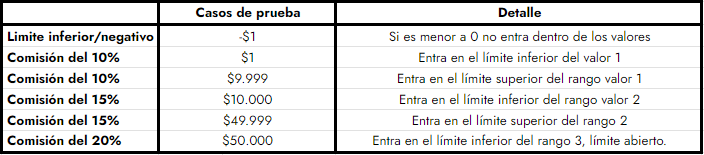 Casos de prueba Detalle
Limite inferior/negativo -$1 Si es menor a 0 no entra dentro de los valores
Comisión del 10% $1 Entra en el límite inferior del valor 1
Comisión del 10% $9.999 Entra en el límite superior del rango valor 1
Comisión del 15% $10.000 Entra en el límite inferior del rango valor 2
Comisión del 15% $49.999 Entra en el límite superior del rango 2
Comisión del 20% $50.000 Entra en el límite inferior del rango 3, límite abierto.